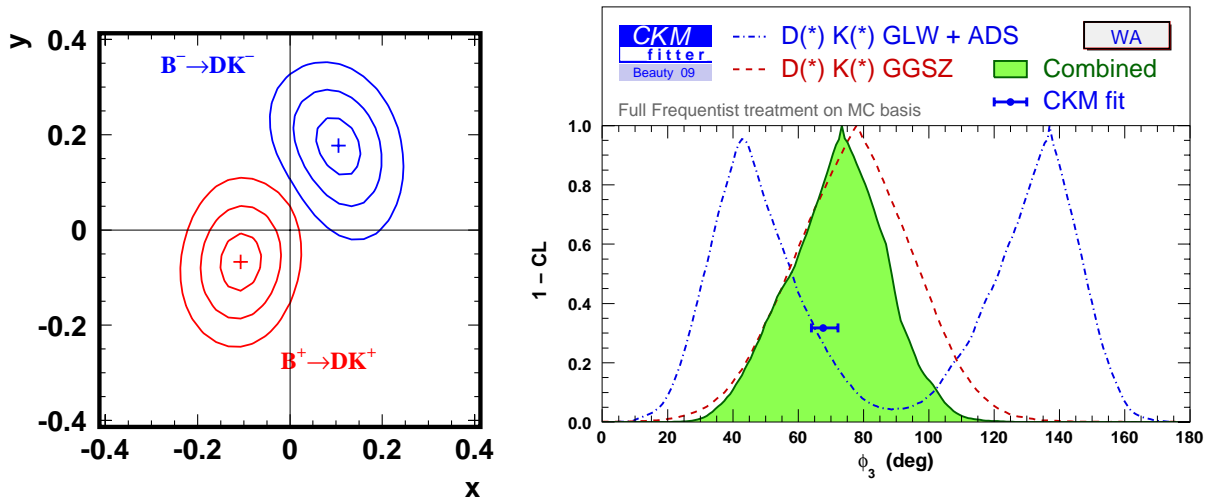 y
0.4
0.2
0
-0.2
-0.4
B⁻→DK⁻
B⁺→DK⁺
-0.4 -0.2 0 0.2 0.4
x
CKM
fitter
Beauty 09
D(*) K(*) GLW + ADS
D(*) K(*) GGSZ
WA
Combined
CKM fit
Full Frequentist treatment on MC basis
1 − CL
1.0
0.8
0.6
0.4
0.2
0.0
0 20 40 60 80 100 120 140 160 180
ϕ₃ (deg)